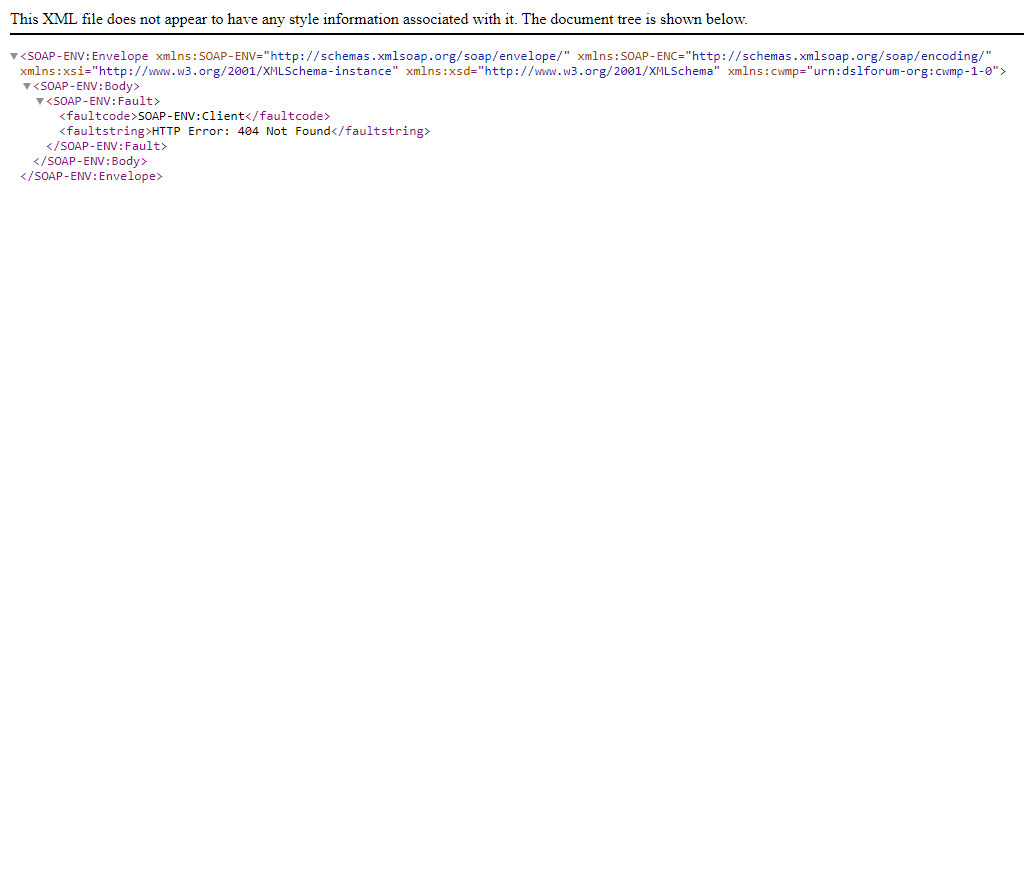 This XML file does not appear to have any style information associated with it. The document tree is shown below.
▼<SOAP-ENV:Envelope xmlns:SOAP-ENV="http://schemas.xmlsoap.org/soap/envelope/" xmlns:SOAP-ENC="http://schemas.xmlsoap.org/soap/encoding/"
xmlns:xsi="http://www.w3.org/2001/XMLSchema-instance" xmlns:xsd="http://www.w3.org/2001/XMLSchema" xmlns:cwmp="urn:dslforum-org:cwmp-1-0">
▼<SOAP-ENV:Body>
▼<SOAP-ENV:Fault>
<faultcode>SOAP-ENV:Client</faultcode>
<faultstring>HTTP Error: 404 Not Found</faultstring>
</SOAP-ENV:Fault>
</SOAP-ENV:Body>
</SOAP-ENV:Envelope>